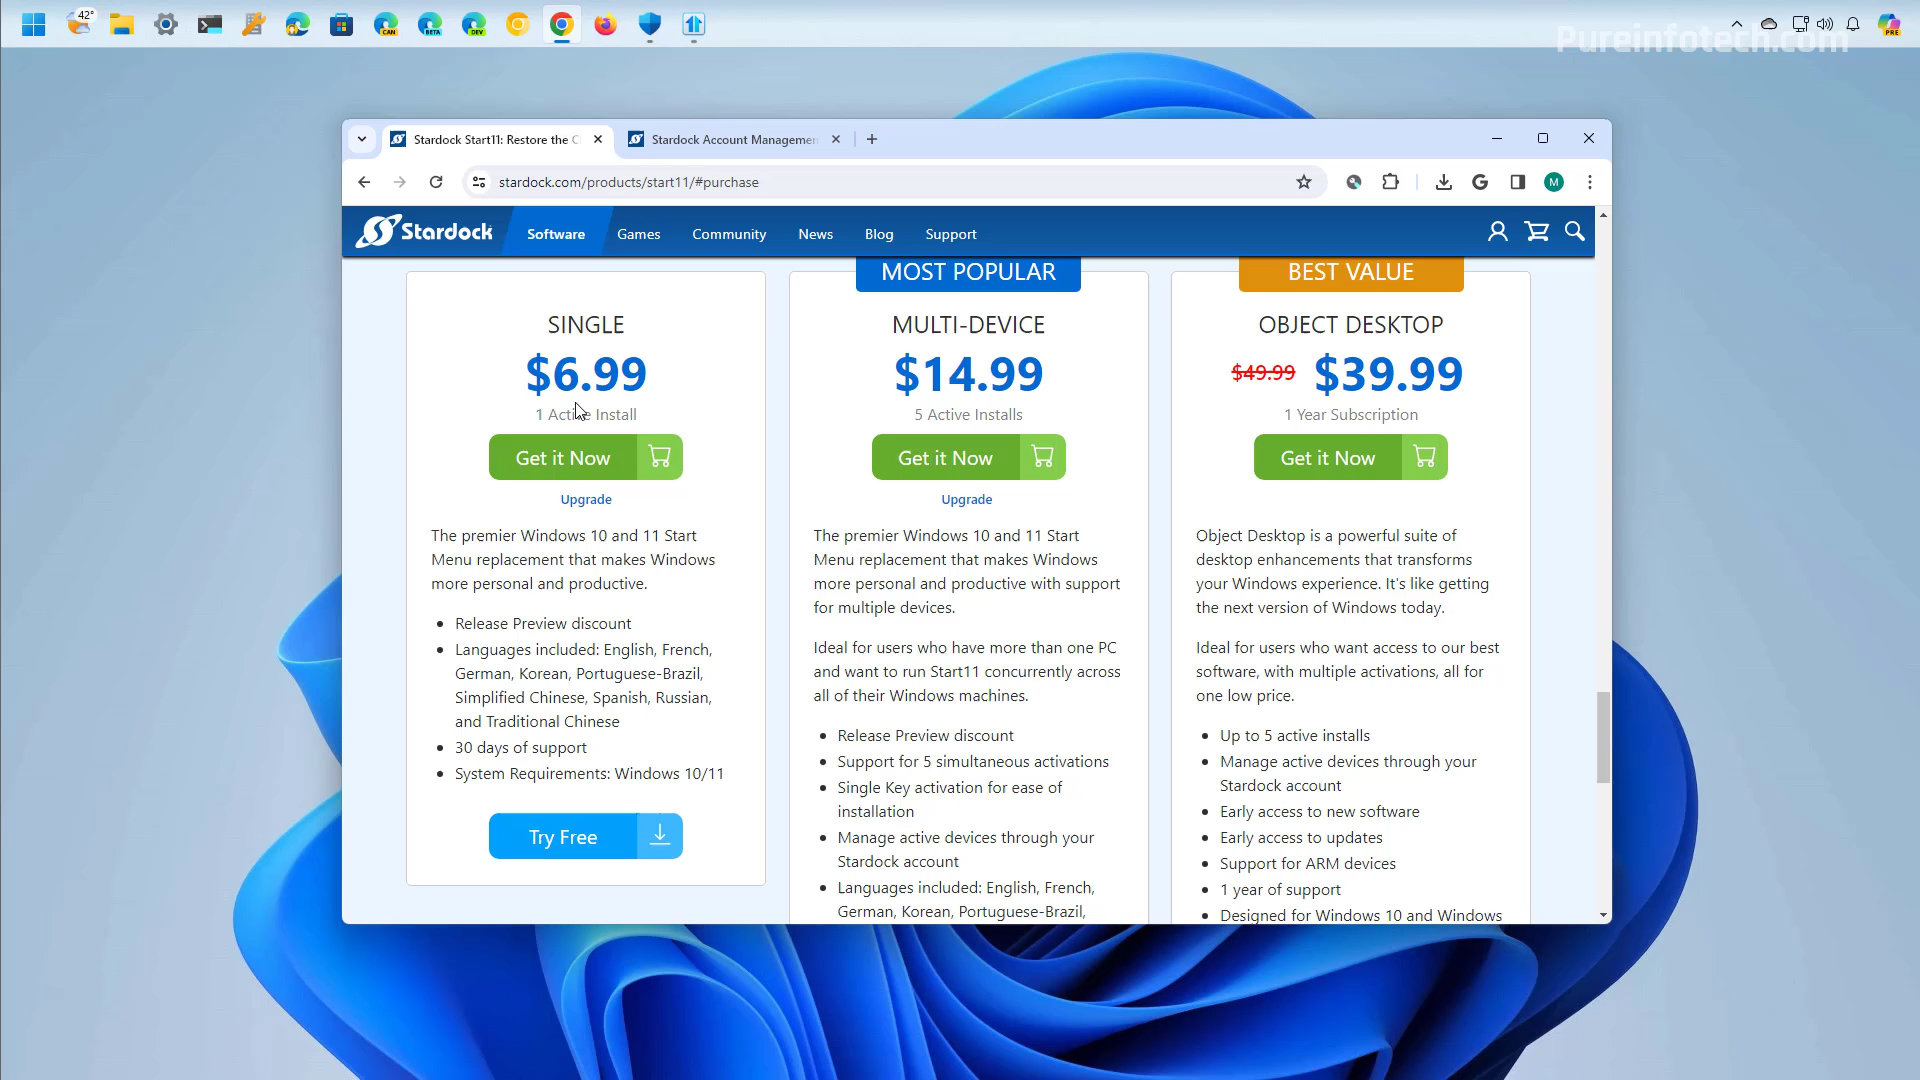 42°
CAN
BETA
DEV
PRE
Pureinfotech.com
Stardock Start11: Restore the C
Stardock Account Managemen
stardock.com/products/start11/#purchase
M
Stardock
Software
Games
Community
News
Blog
Support
MOST POPULAR
BEST VALUE
SINGLE
$6.99
1 Active Install
Get it Now
Upgrade
The premier Windows 10 and 11 Start
Menu replacement that makes Windows
more personal and productive.
• Release Preview discount
• Languages included: English, French,
German, Korean, Portuguese-Brazil,
Simplified Chinese, Spanish, Russian,
and Traditional Chinese
• 30 days of support
• System Requirements: Windows 10/11
Try Free
MULTI-DEVICE
$14.99
5 Active Installs
Get it Now
Upgrade
The premier Windows 10 and 11 Start
Menu replacement that makes Windows
more personal and productive with support
for multiple devices.
Ideal for users who have more than one PC
and want to run Start11 concurrently across
all of their Windows machines.
• Release Preview discount
• Support for 5 simultaneous activations
• Single Key activation for ease of
installation
• Manage active devices through your
Stardock account
• Languages included: English, French,
German, Korean, Portuguese-Brazil,
OBJECT DESKTOP
$49.99 $39.99
1 Year Subscription
Get it Now
Object Desktop is a powerful suite of
desktop enhancements that transforms
your Windows experience. It's like getting
the next version of Windows today.
Ideal for users who want access to our best
software, with multiple activations, all for
one low price.
• Up to 5 active installs
• Manage active devices through your
Stardock account
• Early access to new software
• Early access to updates
• Support for ARM devices
• 1 year of support
• Designed for Windows 10 and Windows